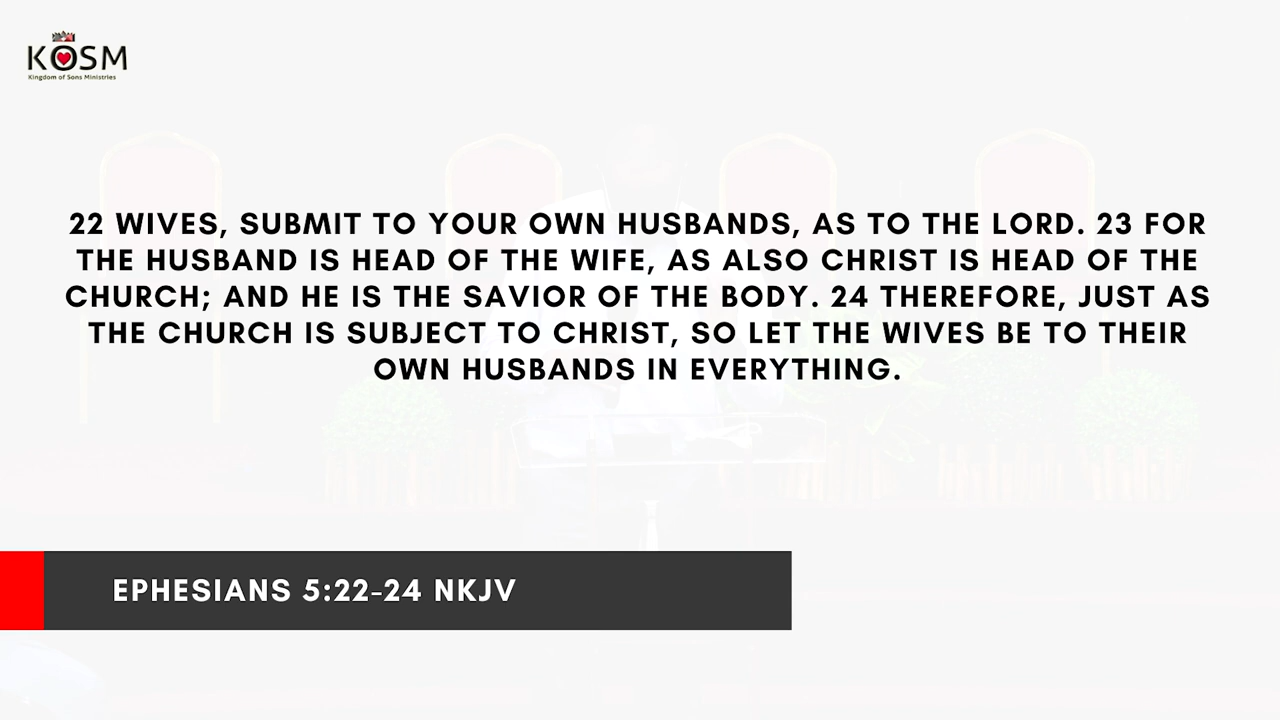 KOSM
Kingdom of Sons Ministries
22 WIVES, SUBMIT TO YOUR OWN HUSBANDS, AS TO THE LORD. 23 FOR
THE HUSBAND IS HEAD OF THE WIFE, AS ALSO CHRIST IS HEAD OF THE
CHURCH; AND HE IS THE SAVIOR OF THE BODY. 24 THEREFORE, JUST AS
THE CHURCH IS SUBJECT TO CHRIST, SO LET THE WIVES BE TO THEIR
OWN HUSBANDS IN EVERYTHING.
EPHESIANS 5:22-24 NKJV